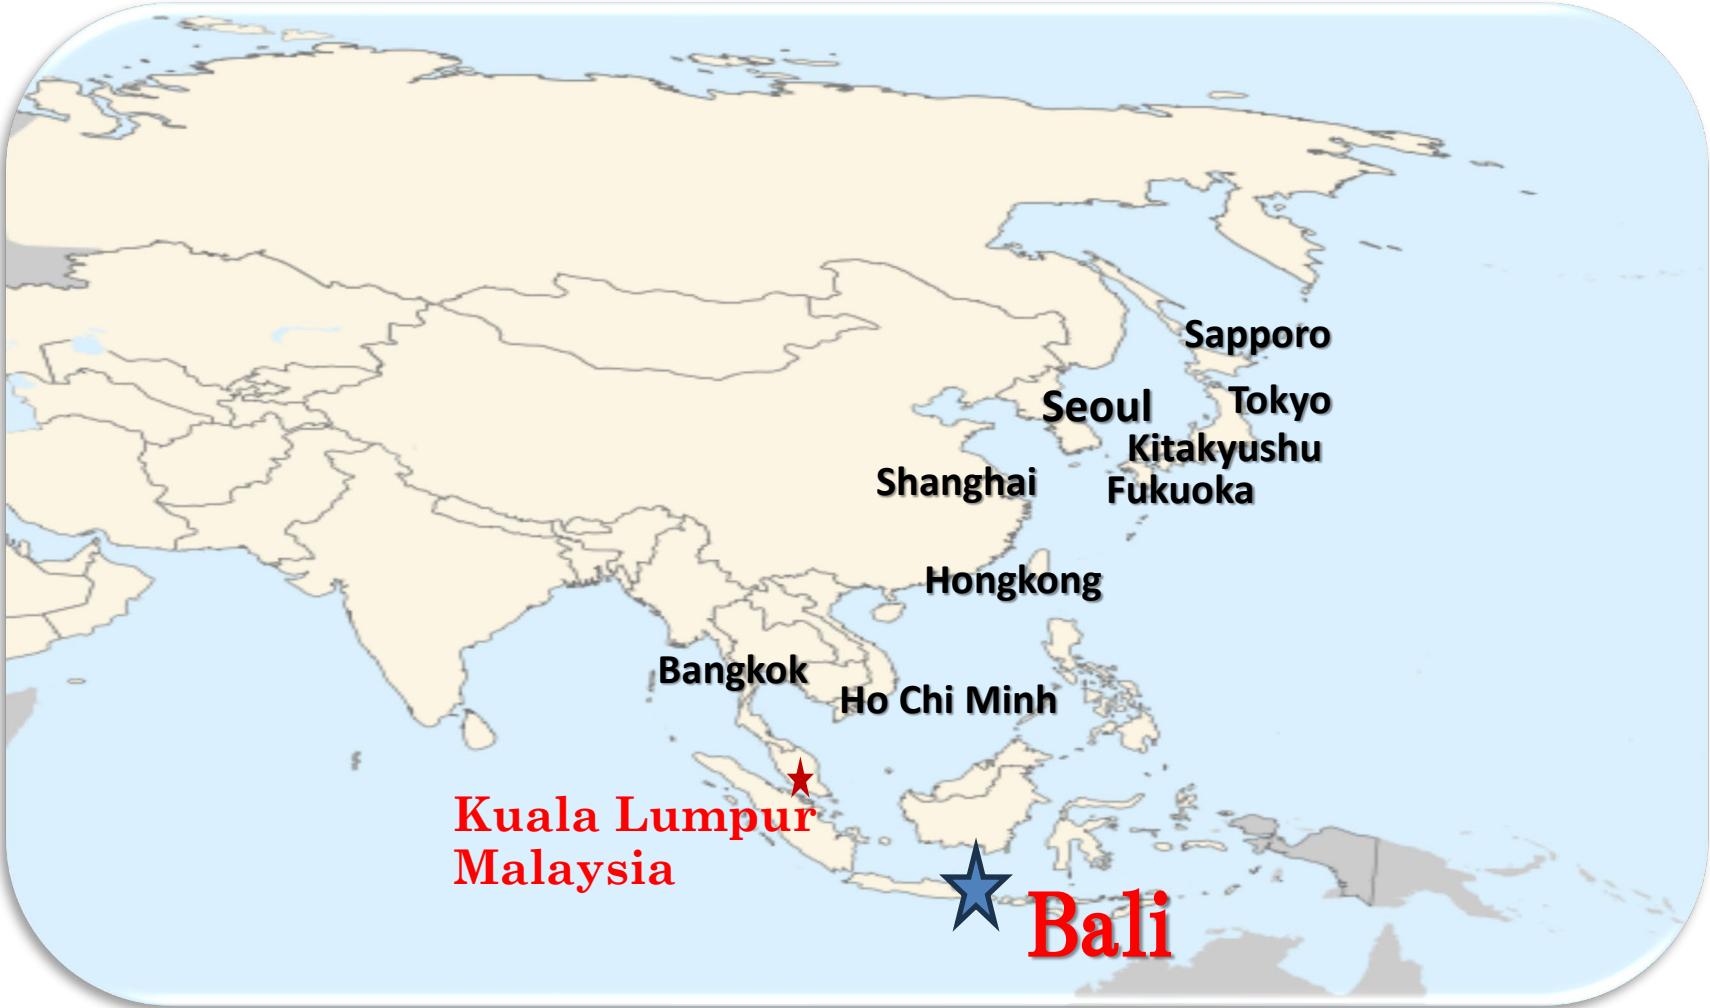 Sapporo
Tokyo
Seoul
Kitakyushu
Shanghai
Fukuoka
Hongkong
Bangkok
Ho Chi Minh
Kuala Lumpur
Malaysia
Bali